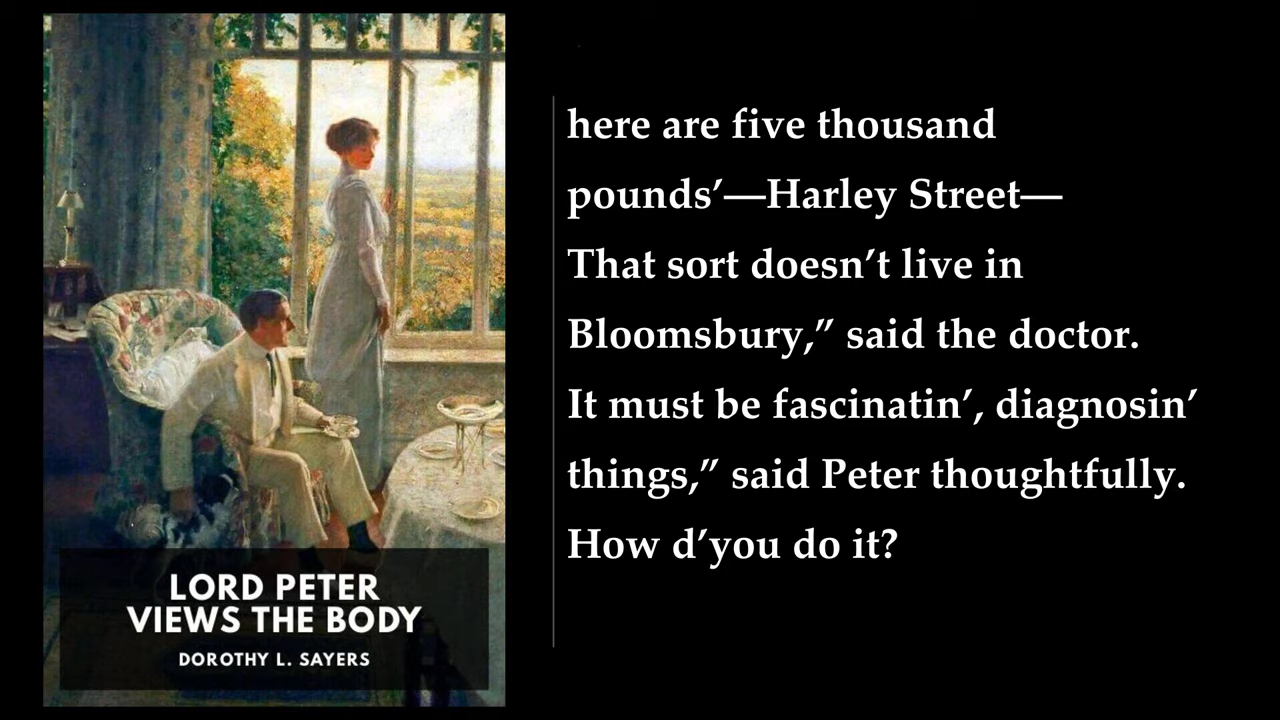 here are five thousand
pounds’—Harley Street—
That sort doesn’t live in
Bloomsbury,” said the doctor.
It must be fascinatin’, diagnosin’
things,” said Peter thoughtfully.
How d’you do it?
LORD PETER
VIEWS THE BODY
DOROTHY L. SAYERS